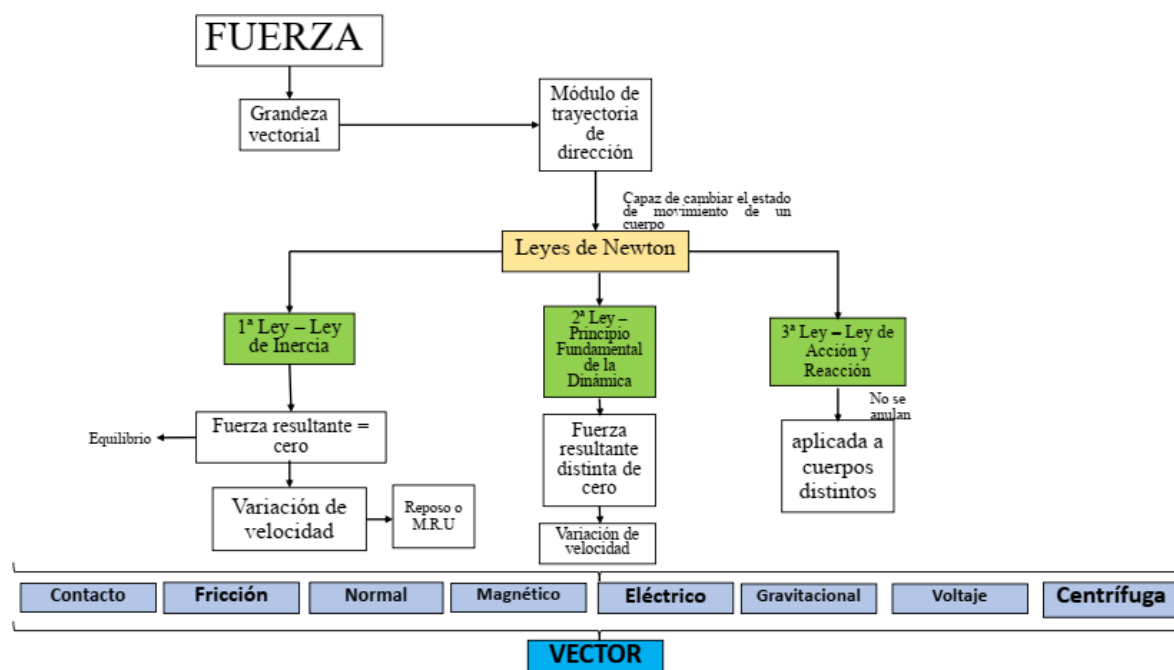 FUERZA
Grandeza
vectorial
Módulo de
trayectoria
de
dirección
Capaz de cambiar el estado
de movimiento de un
cuerpo
Leyes de Newton
1ª Ley – Ley
de Inercia
2ª Ley –
Principio
Fundamental
de la
Dinámica
3ª Ley – Ley de
Acción y
Reacción
No se
anulan
Equilibrio
Fuerza resultante =
cero
Fuerza
resultante
distinta de
cero
aplicada a
cuerpos
distintos
Variación de
velocidad
Reposo o
M.R.U
Variación de
velocidad
Contacto
Fricción
Normal
Magnético
Eléctrico
Gravitacional
Voltaje
Centrífuga
VECTOR